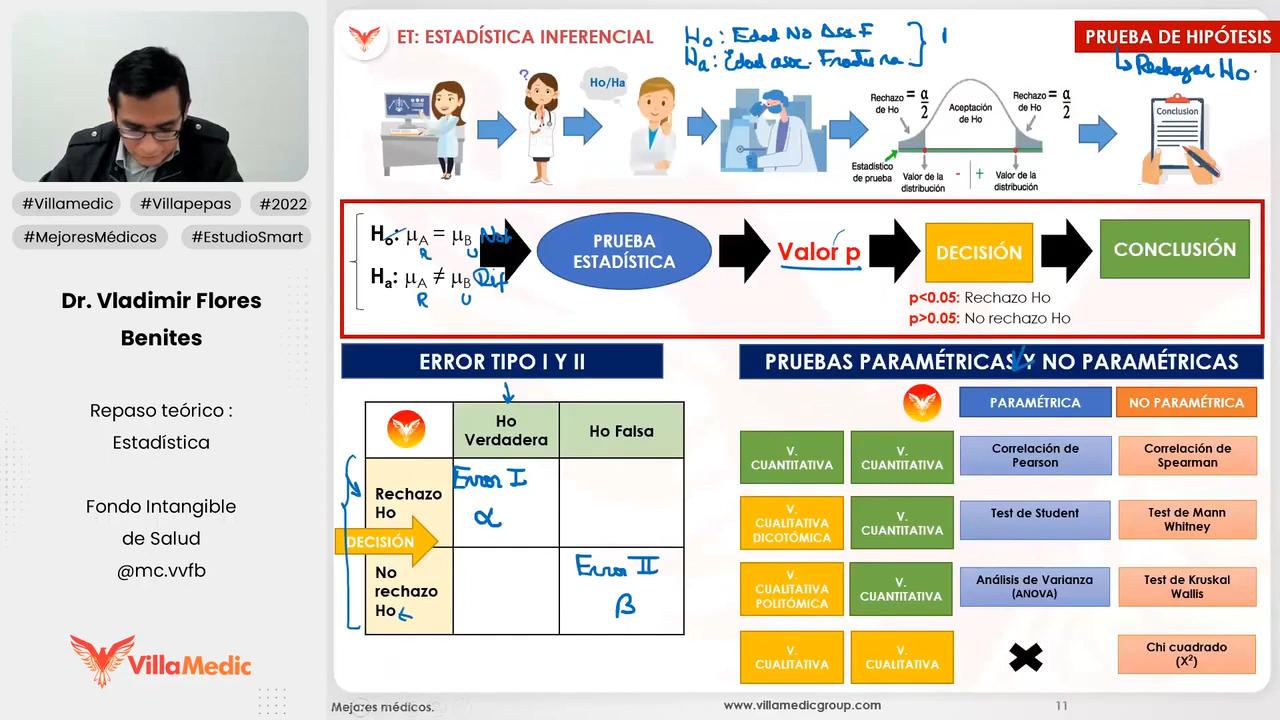 #Villamedic
#Villapepas
#2022
#MejoresMédicos
#EstudioSmart
Dr. Vladimir Flores
Benites
Repaso teórico :
Estadística
Fondo Intangible
de Salud
@mc.vvfb
VillaMedic
ET: ESTADÍSTICA INFERENCIAL
Ho: Edad No Aso F
Ha: Edad asoc. Fractura.
PRUEBA DE HIPÓTESIS
Rechazar Ho.
?
Ho/Ha
Rechazo
de Ho
= α/2
Aceptación
de Ho
Rechazo
de Ho
= α/2
Estadístico
de prueba
Valor de la
distribución
- +
Valor de la
distribución
Conclusion
Ho: μA = μB
R U
Ha: μA ≠ μB Dif
R U
PRUEBA
ESTADÍSTICA
Valor p
DECISIÓN
CONCLUSIÓN
p<0.05: Rechazo Ho
p>0.05: No rechazo Ho
ERROR TIPO I Y II
Ho
Verdadera
Ho Falsa
Rechazo
Ho
Error I
α
DECISIÓN
No
rechazo
Ho
Error II
β
PRUEBAS PARAMÉTRICAS Y NO PARAMÉTRICAS
PARAMÉTRICA
NO PARAMÉTRICA
V.
CUANTITATIVA
V.
CUANTITATIVA
Correlación de
Pearson
Correlación de
Spearman
V.
CUALITATIVA
DICOTÓMICA
V.
CUANTITATIVA
Test de Student
Test de Mann
Whitney
V.
CUALITATIVA
POLITÓMICA
V.
CUANTITATIVA
Análisis de Varianza
(ANOVA)
Test de Kruskal
Wallis
V.
CUALITATIVA
V.
CUALITATIVA
Chi cuadrado
(X²)
Mejores médicos.
www.villamedicgroup.com
11